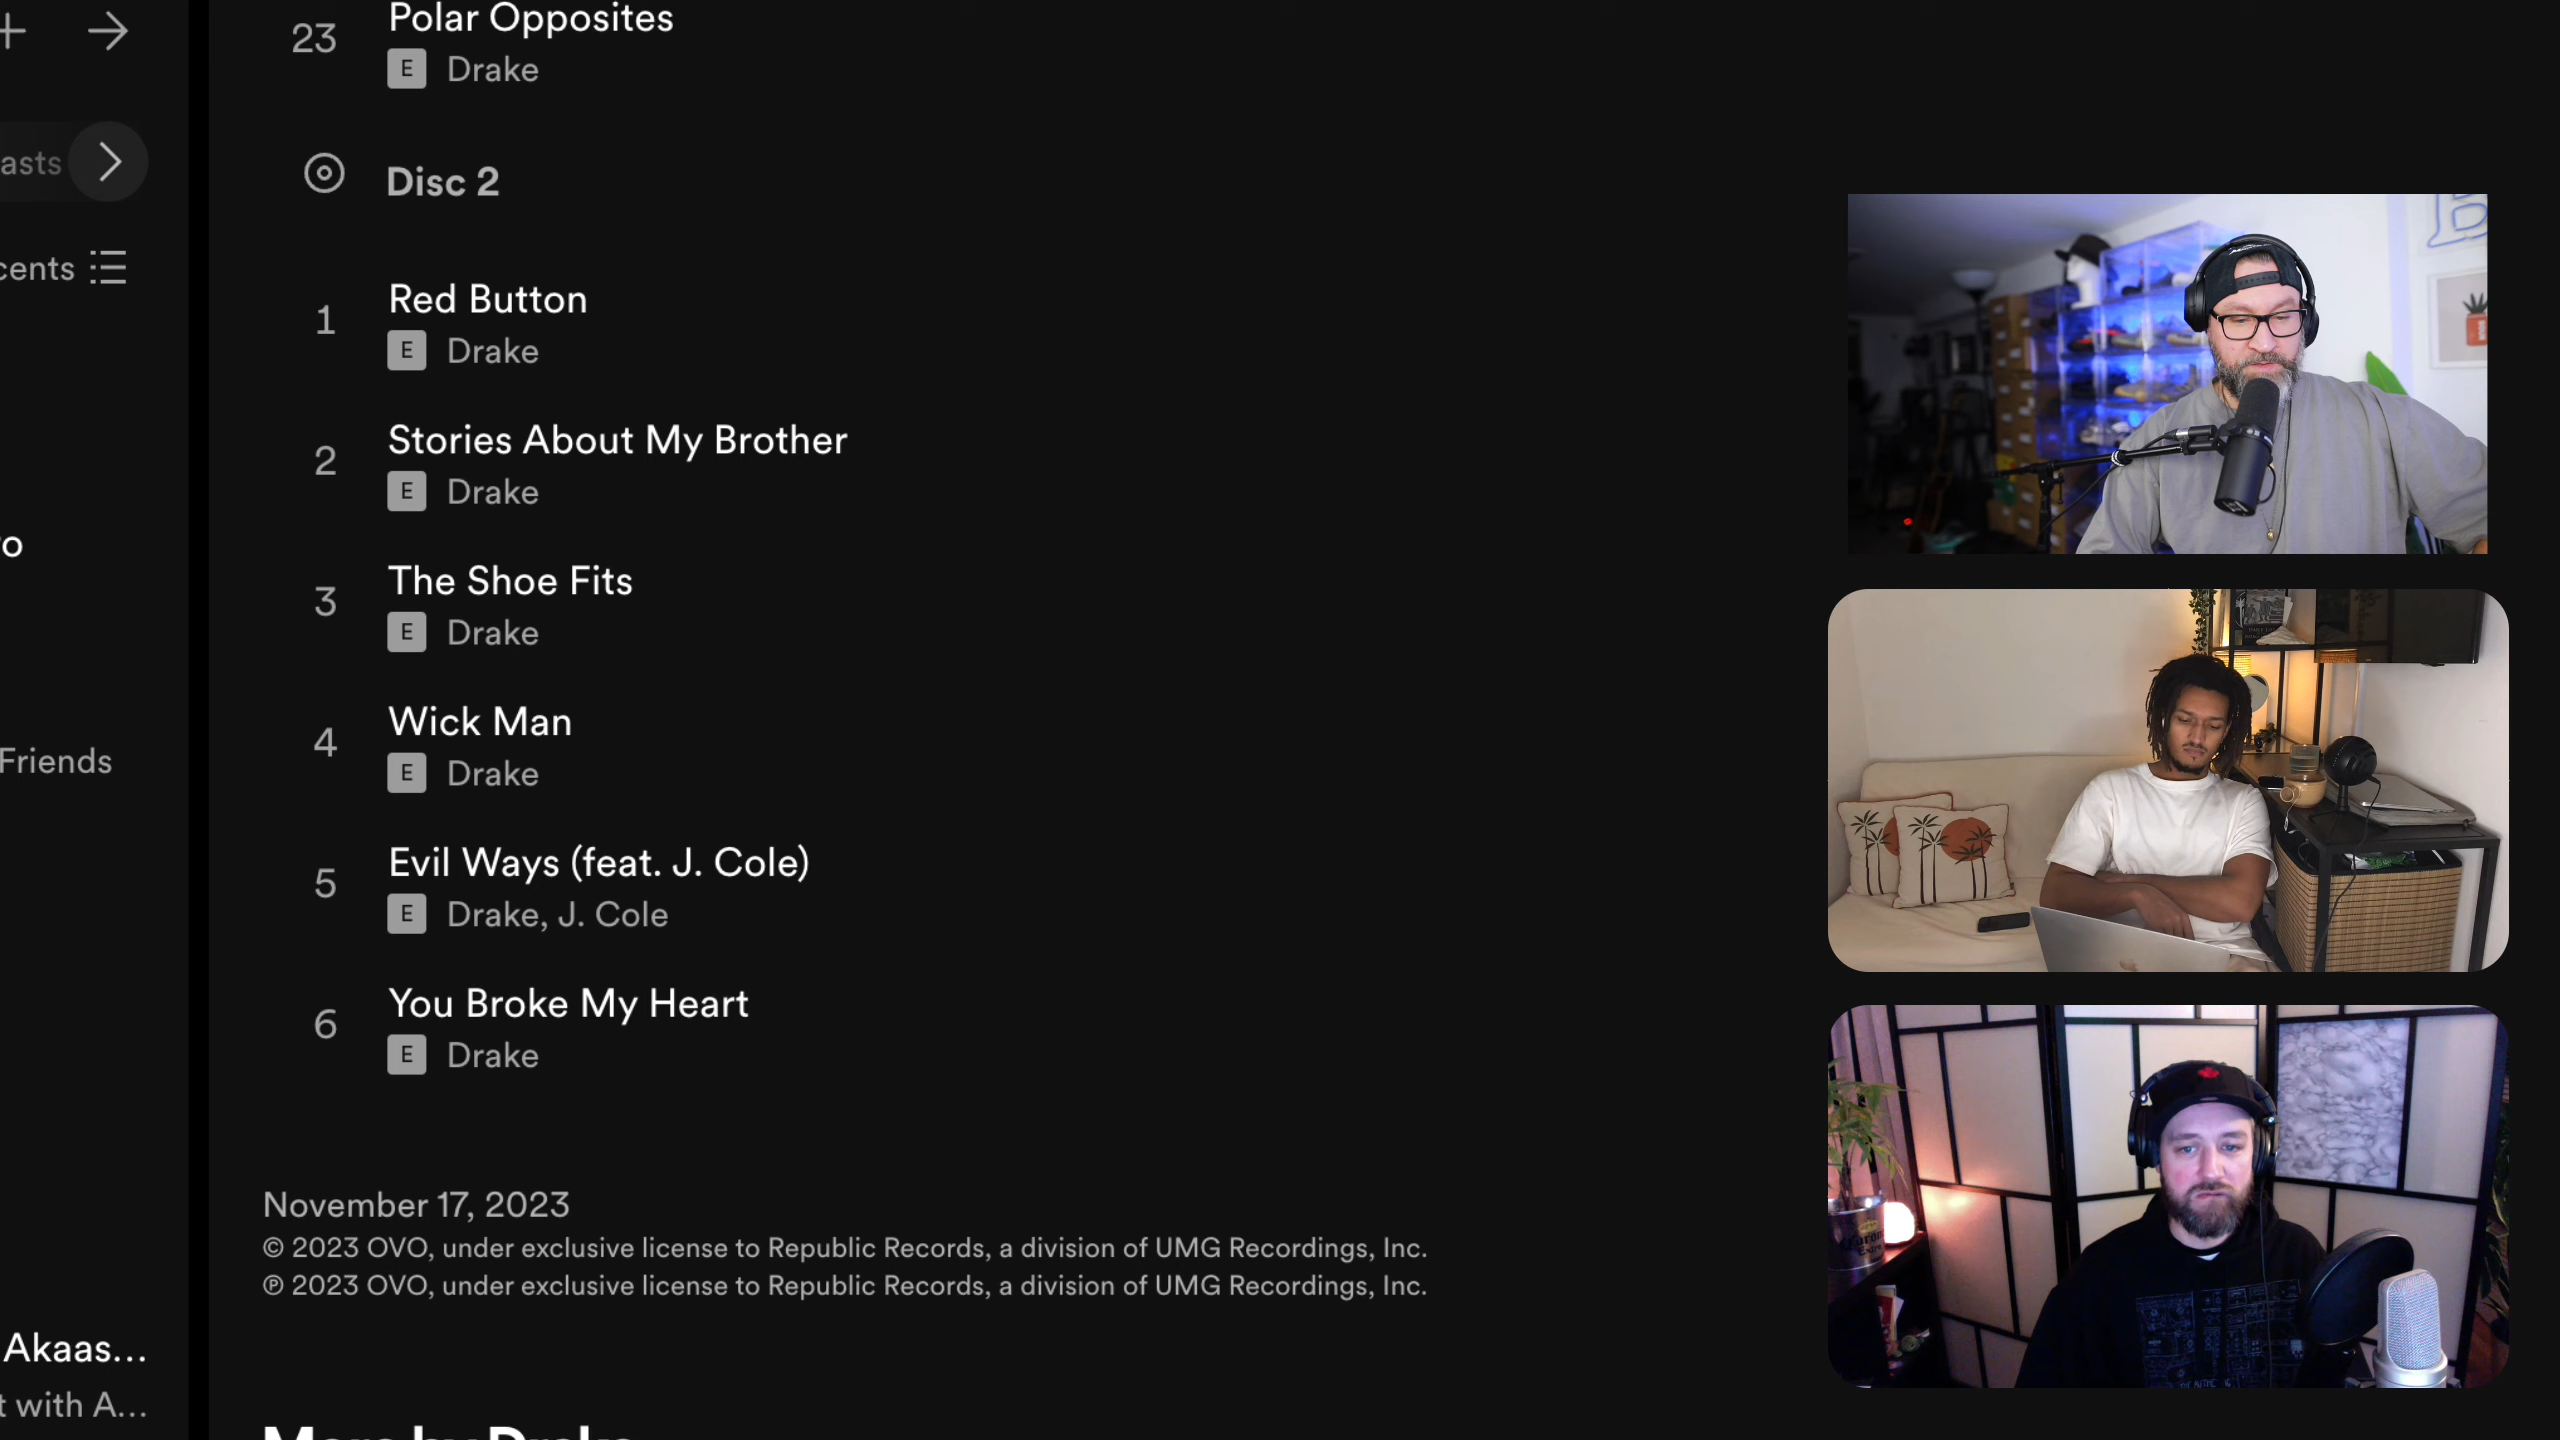 23
Polar Opposites
E Drake
asts
Disc 2
cents
1
Red Button
E Drake
2
Stories About My Brother
E Drake
3
The Shoe Fits
E Drake
4
Wick Man
E Drake
Friends
5
Evil Ways (feat. J. Cole)
E Drake, J. Cole
6
You Broke My Heart
E Drake
November 17, 2023
© 2023 OVO, under exclusive license to Republic Records, a division of UMG Recordings, Inc.
℗ 2023 OVO, under exclusive license to Republic Records, a division of UMG Recordings, Inc.
Akaas...
t with A...
More by Drake